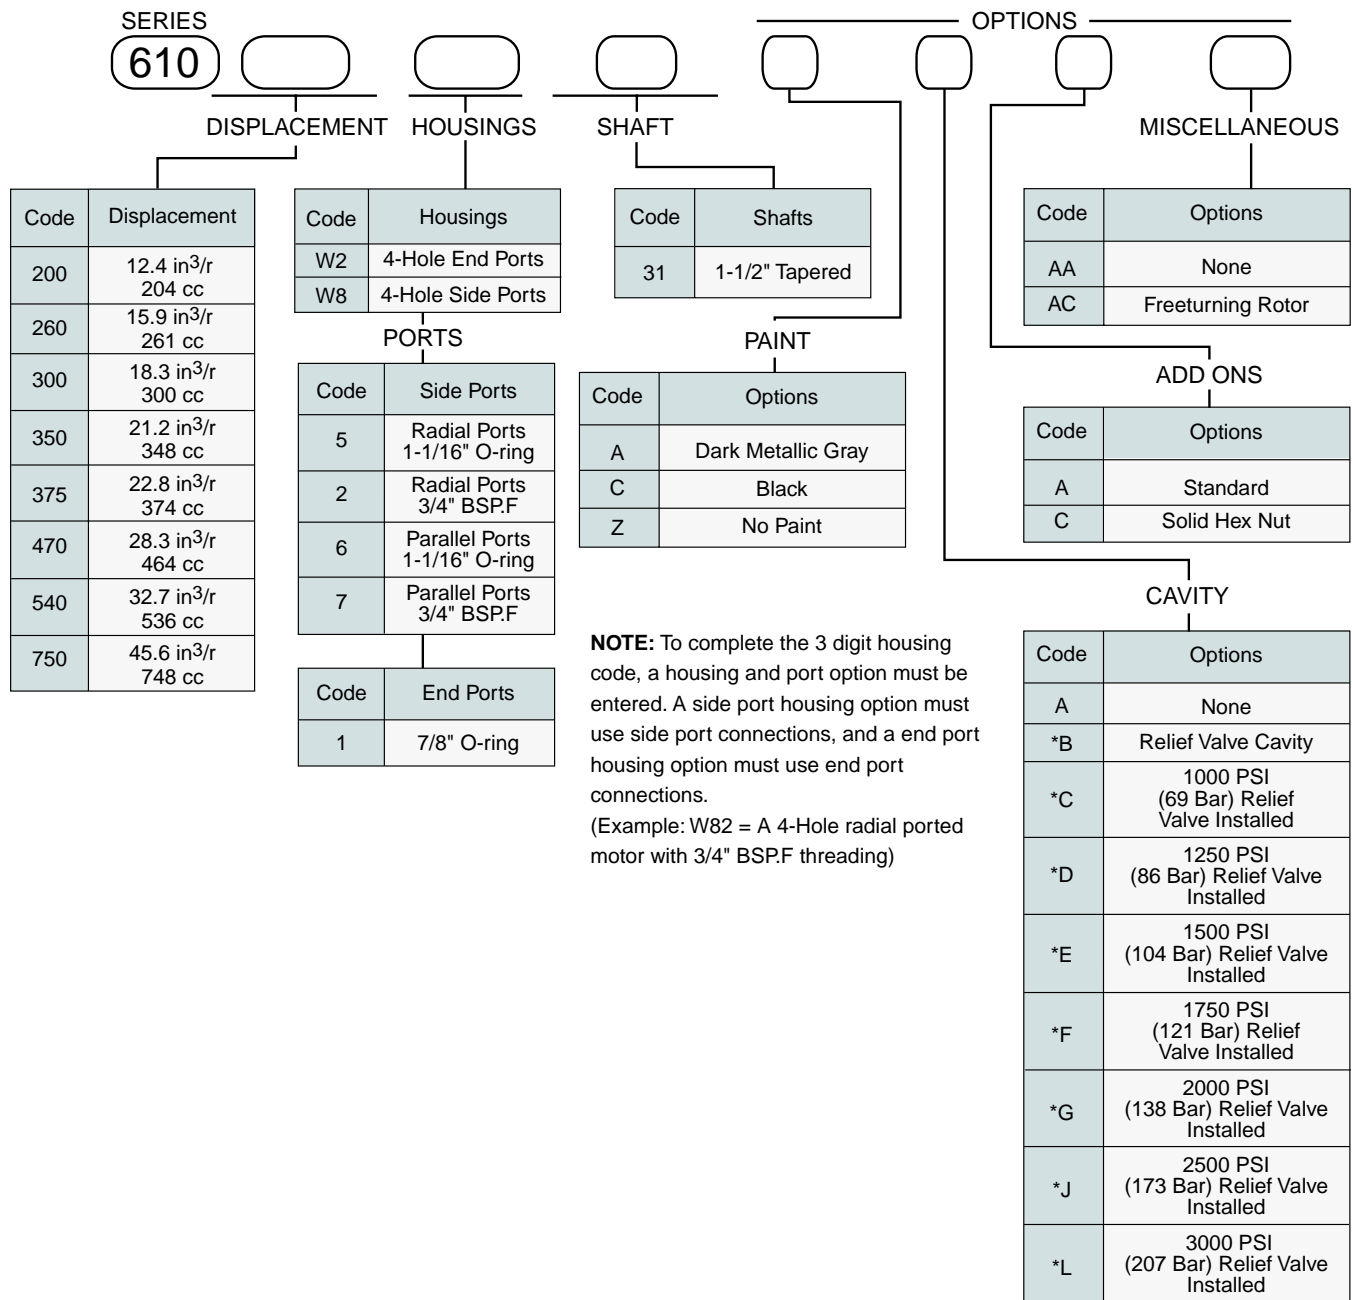 SERIES
OPTIONS
610
DISPLACEMENT
HOUSINGS
SHAFT
MISCELLANEOUS
Code Displacement
200 12.4 in³/r
204 cc
260 15.9 in³/r
261 cc
300 18.3 in³/r
300 cc
350 21.2 in³/r
348 cc
375 22.8 in³/r
374 cc
470 28.3 in³/r
464 cc
540 32.7 in³/r
536 cc
750 45.6 in³/r
748 cc
Code Housings
W2 4-Hole End Ports
W8 4-Hole Side Ports
PORTS
Code Side Ports
5 Radial Ports
1-1/16" O-ring
2 Radial Ports
3/4" BSP.F
6 Parallel Ports
1-1/16" O-ring
7 Parallel Ports
3/4" BSP.F
Code End Ports
1 7/8" O-ring
Code Shafts
31 1-1/2" Tapered
PAINT
Code Options
A Dark Metallic Gray
C Black
Z No Paint
NOTE: To complete the 3 digit housing
code, a housing and port option must be
entered. A side port housing option must
use side port connections, and a end port
housing option must use end port
connections.
(Example: W82 = A 4-Hole radial ported
motor with 3/4" BSP.F threading)
Code Options
AA None
AC Freeturning Rotor
ADD ONS
Code Options
A Standard
C Solid Hex Nut
CAVITY
Code Options
A None
*B Relief Valve Cavity
*C 1000 PSI
(69 Bar) Relief
Valve Installed
*D 1250 PSI
(86 Bar) Relief Valve
Installed
*E 1500 PSI
(104 Bar) Relief Valve
Installed
*F 1750 PSI
(121 Bar) Relief
Valve Installed
*G 2000 PSI
(138 Bar) Relief Valve
Installed
*J 2500 PSI
(173 Bar) Relief Valve
Installed
*L 3000 PSI
(207 Bar) Relief Valve
Installed